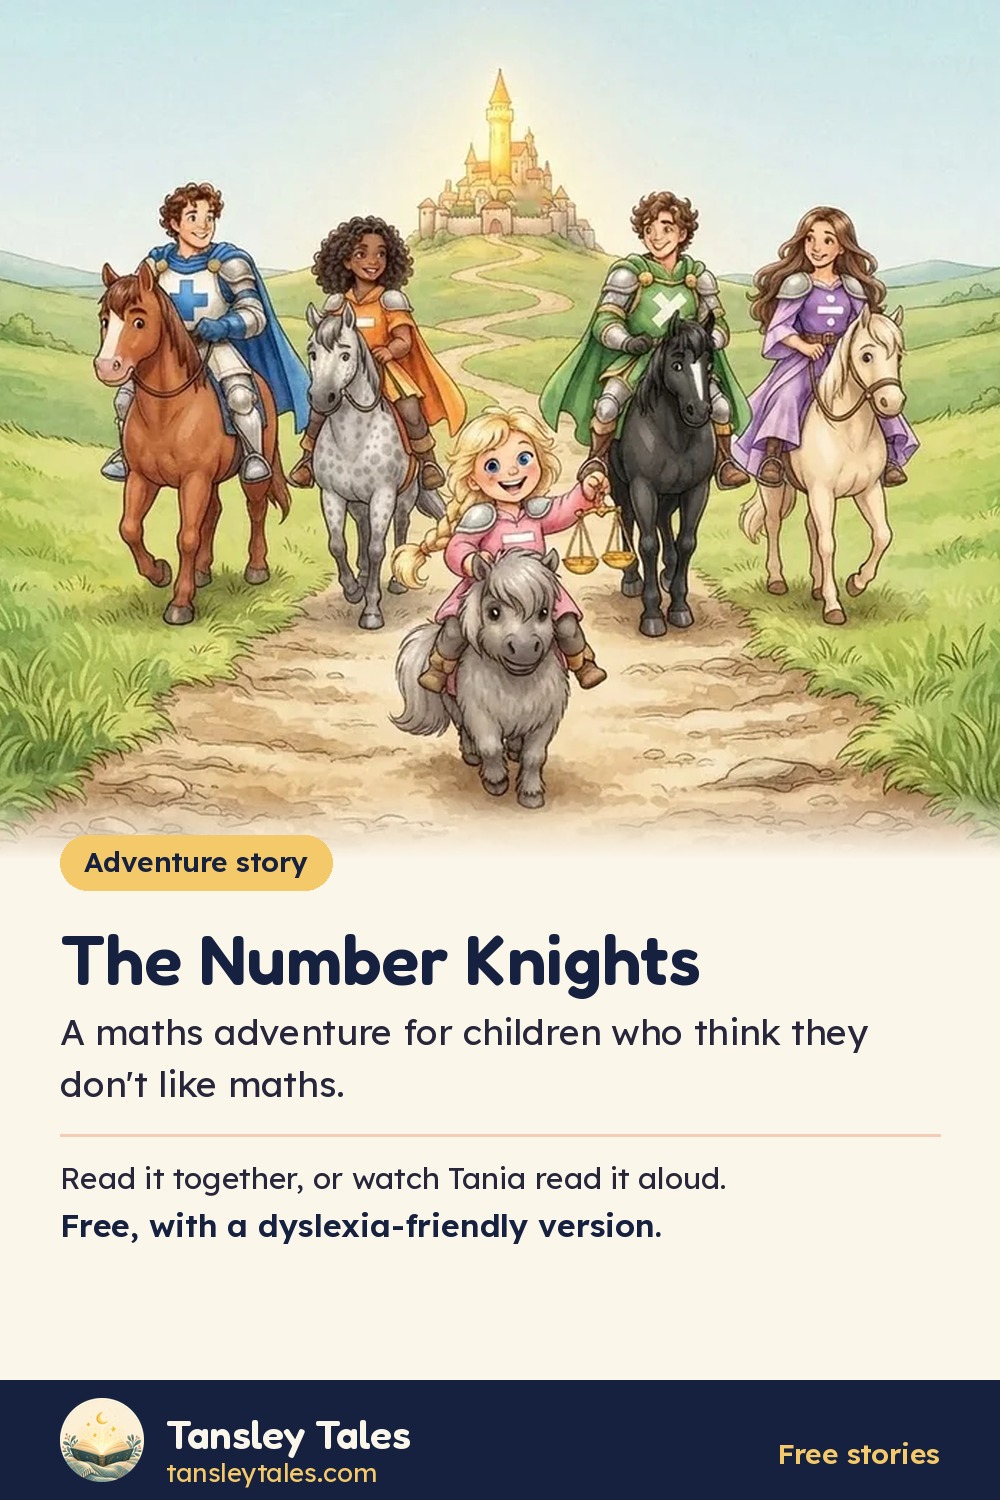 Adventure story
The Number Knights
A maths adventure for children who think they
don't like maths.
Read it together, or watch Tania read it aloud.
Free, with a dyslexia-friendly version.
Tansley Tales
tansleytales.com
Free stories